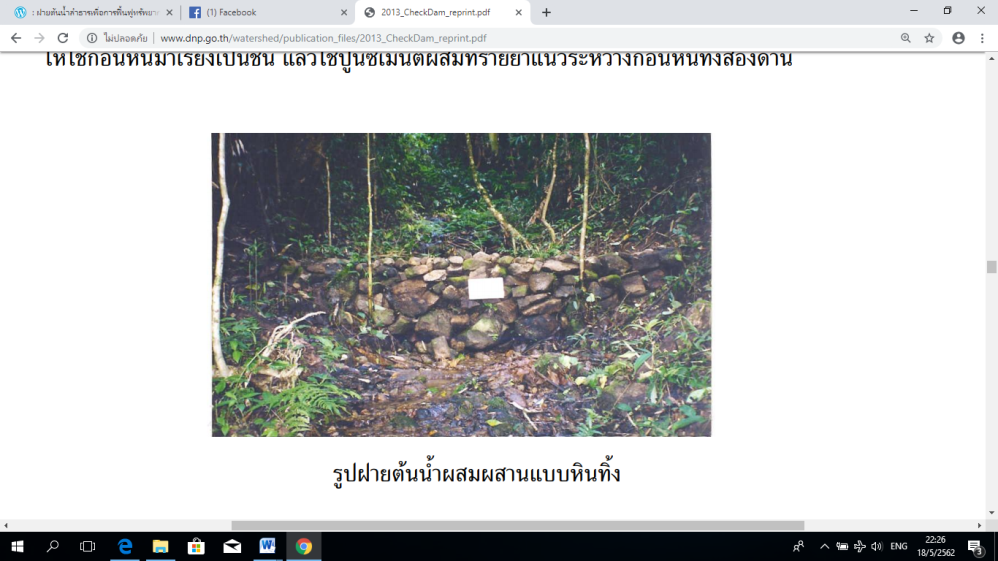 : ฝายต้นน้ำลำธารเพื่อการฟื้นฟูทรัพยาก
(1) Facebook
2013_CheckDam_reprint.pdf
ไม่ปลอดภัย | www.dnp.go.th/watershed/publication_files/2013_CheckDam_reprint.pdf
ให้ใช้ก้อนหินมาเรียงเป็นชั้น แล้วใช้ปูนซีเมนต์ผสมทรายยาแนวระหว่างก้อนหินทั้งสองด้าน
รูปฝายต้นน้ำผสมผสานแบบหินทิ้ง
ENG
22:26
18/5/2562
3